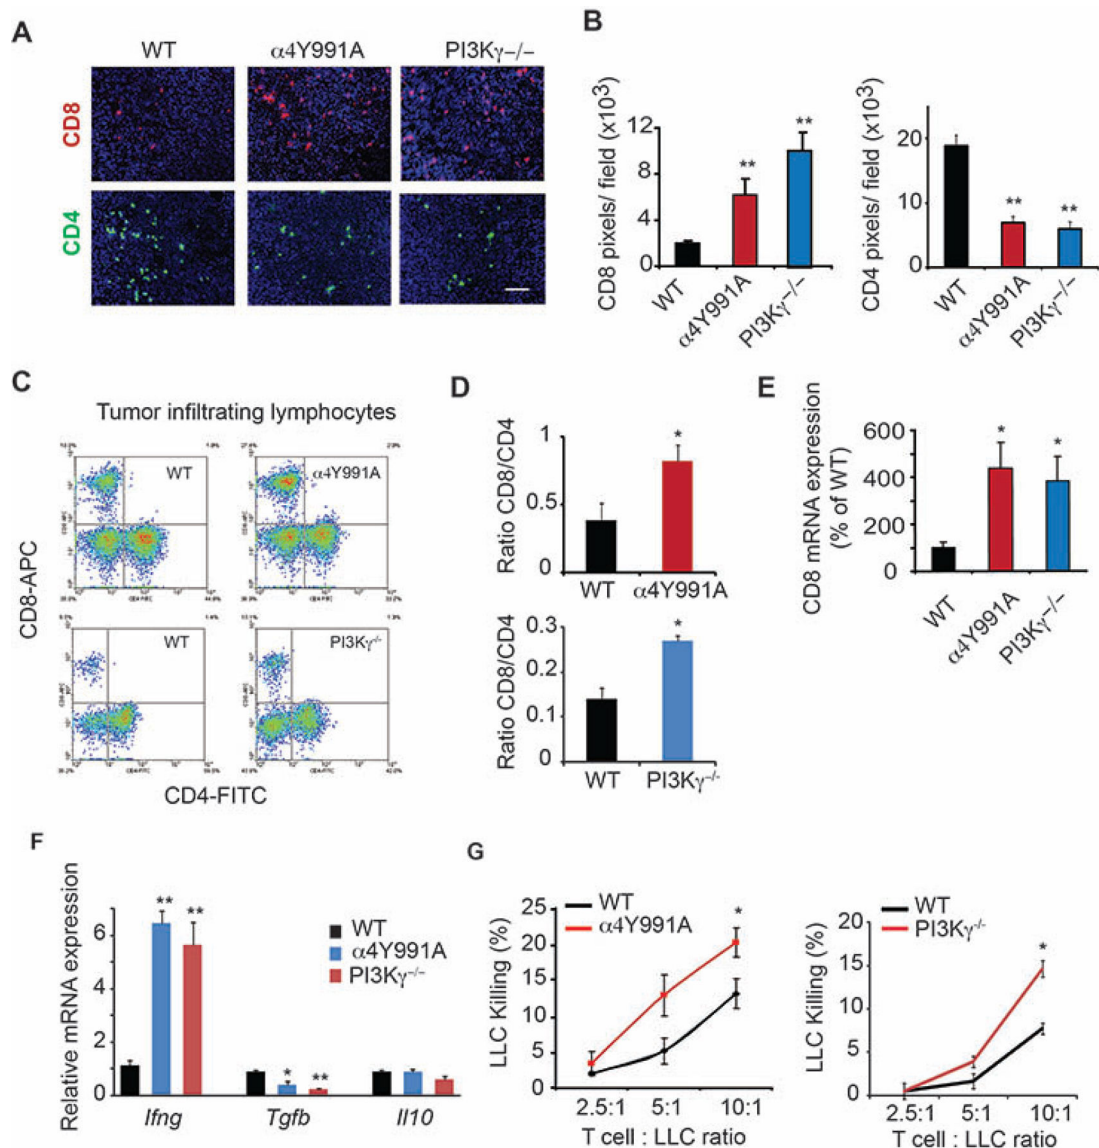 A
WT
α4Y991A
PI3Kγ−/−
CD8
CD4
B
CD8 pixels/ field (x10³)
12
8
4
0
WT
α4Y991A
PI3Kγ−/−
**
**
CD4 pixels/ field (x10³)
20
10
0
WT
α4Y991A
PI3Kγ−/−
**
**
C
Tumor infiltrating lymphocytes
CD8-APC
WT
α4Y991A
WT
PI3Kγ-/-
CD4-FITC
D
Ratio CD8/CD4
1
0.5
0
*
WT
α4Y991A
Ratio CD8/CD4
0.3
0.2
0.1
0
*
WT
PI3Kγ-/-
E
CD8 mRNA expression
(% of WT)
600
400
200
0
*
*
WT
α4Y991A
PI3Kγ−/−
F
Relative mRNA expression
6
4
2
0
**
**
*
**
WT
α4Y991A
PI3Kγ-/-
Ifng
Tgfb
Il10
G
LLC Killing (%)
25
20
15
10
5
0
WT
α4Y991A
*
2.5:1
5:1
10:1
T cell : LLC ratio
LLC Killing (%)
20
15
10
5
0
WT
PI3Kγ-/-
*
2.5:1
5:1
10:1
T cell : LLC ratio